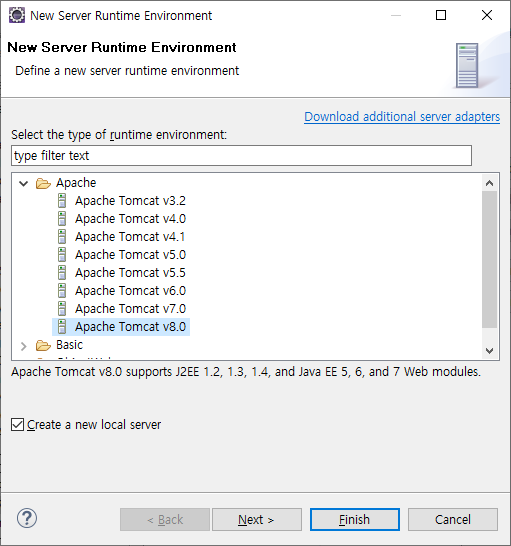 New Server Runtime Environment
New Server Runtime Environment
Define a new server runtime environment
Download additional server adapters
Select the type of runtime environment:
type filter text
Apache
Apache Tomcat v3.2
Apache Tomcat v4.0
Apache Tomcat v4.1
Apache Tomcat v5.0
Apache Tomcat v5.5
Apache Tomcat v6.0
Apache Tomcat v7.0
Apache Tomcat v8.0
Basic
Apache Tomcat v8.0 supports J2EE 1.2, 1.3, 1.4, and Java EE 5, 6, and 7 Web modules.
Create a new local server
?
< Back
Next >
Finish
Cancel